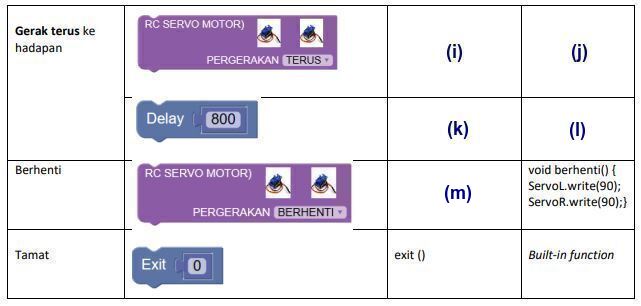 Gerak terus ke
hadapan
RC SERVO MOTOR)
PERGERAKAN TERUS
(i)
(j)
Delay 800
(k)
(l)
Berhenti
RC SERVO MOTOR)
PERGERAKAN BERHENTI
(m)
void berhenti() {
ServoL.write(90);
ServoR.write(90);}
Tamat
Exit 0
exit ()
Built-in function